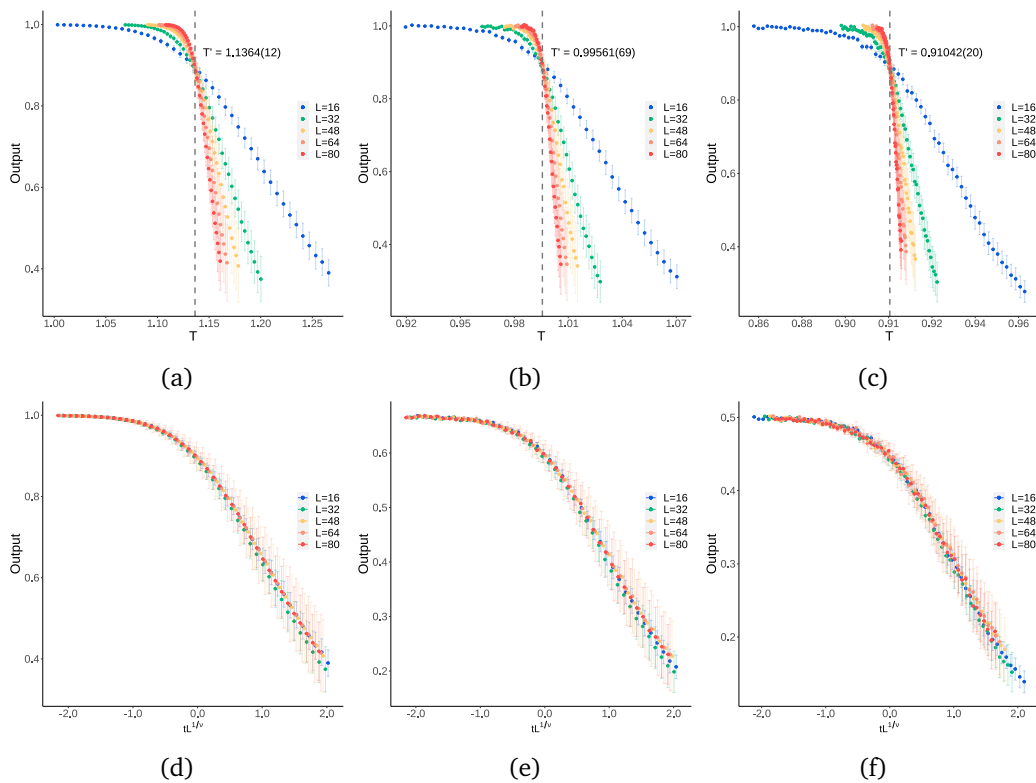 1.0
0.8
0.6
0.4
Output
T' = 1.1364(12)
L=16
L=32
L=48
L=64
L=80
1.00 1.05 1.10 1.15 1.20 1.25
T
(a)
1.0
0.8
0.6
0.4
Output
T' = 0.99561(69)
L=16
L=32
L=48
L=64
L=80
0.92 0.95 0.98 1.01 1.04 1.07
T
(b)
1.0
0.8
0.6
0.4
Output
T' = 0.91042(20)
L=16
L=32
L=48
L=64
L=80
0.86 0.88 0.90 0.91 0.92 0.94 0.96
T
(c)
1.0
0.8
0.6
0.4
Output
L=16
L=32
L=48
L=64
L=80
-2.0 -1.0 0.0 1.0 2.0
tL^{1/ν}
(d)
0.6
0.5
0.4
0.3
0.2
Output
L=16
L=32
L=48
L=64
L=80
-2.0 -1.0 0.0 1.0 2.0
tL^{1/ν}
(e)
0.5
0.4
0.3
0.2
Output
L=16
L=32
L=48
L=64
L=80
-2.0 -1.0 0.0 1.0 2.0
tL^{1/ν}
(f)